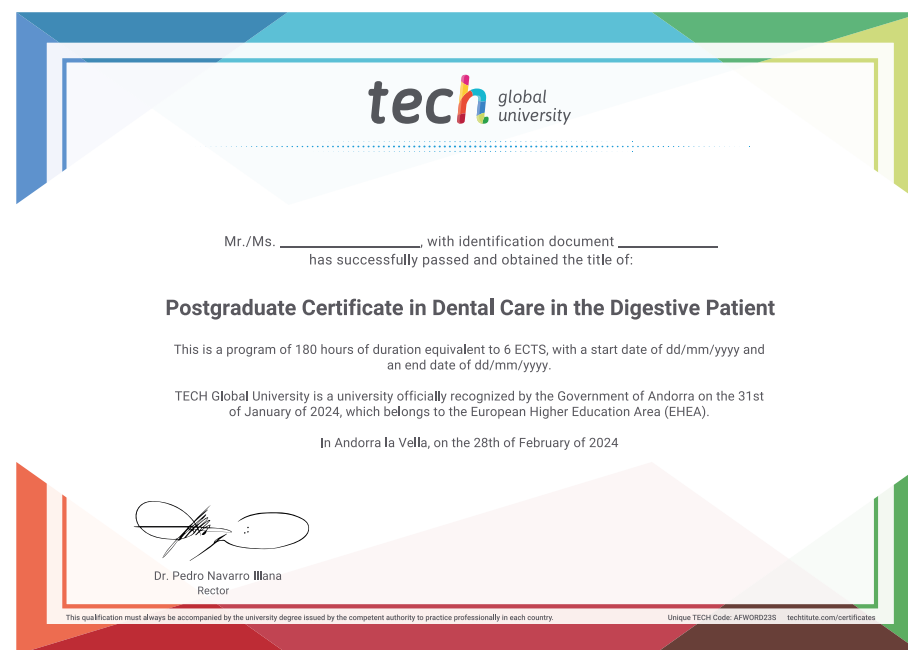 tech global
university
Mr./Ms. ____________, with identification document ____________
has successfully passed and obtained the title of:
Postgraduate Certificate in Dental Care in the Digestive Patient
This is a program of 180 hours of duration equivalent to 6 ECTS, with a start date of dd/mm/yyyy and
an end date of dd/mm/yyyy.
TECH Global University is a university officially recognized by the Government of Andorra on the 31st
of January of 2024, which belongs to the European Higher Education Area (EHEA).
In Andorra la Vella, on the 28th of February of 2024
Dr. Pedro Navarro Illana
Rector
This qualification must always be accompanied by the university degree issued by the competent authority to practice professionally in each country.
Unique TECH Code: AFWORD23S techtitute.com/certificates